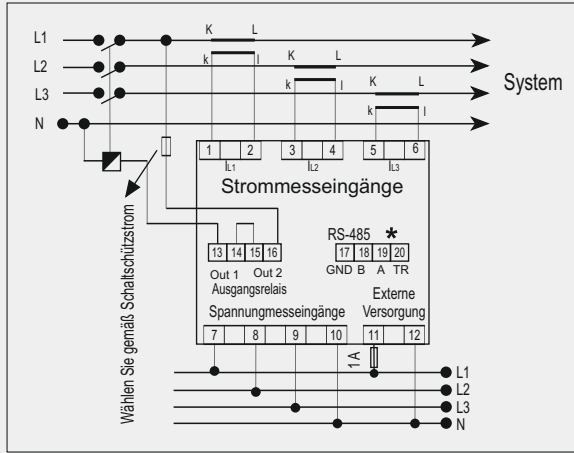 K L
L1
L2
k l
K L
L3
k l
K L
N
k l
System
1 2 3 4 5 6
IL1 IL2 IL3
Strommesseingänge
Wählen Sie gemäß Schaltschützstrom
RS-485 *
13 14 15 16
17 18 19 20
Out 1 Out 2
GND B A TR
Ausgangsrelais
Spannungmesseingänge
Externe
Versorgung
7 8 9 10 11 12
1 A
L1
L2
L3
N